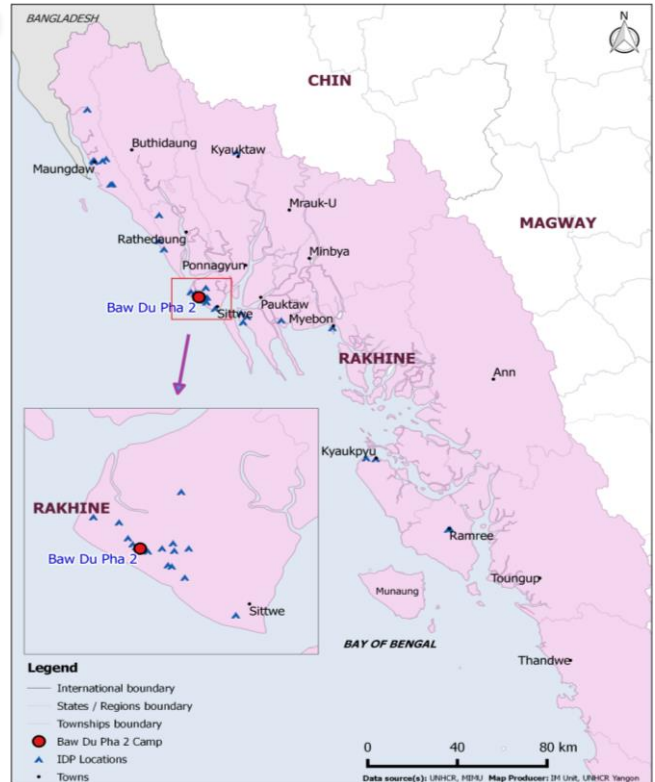 BANGLADESH
N
CHIN
Buthidaung
Kyauktaw
Maungdaw
Mrauk-U
MAGWAY
Rathedaung
Minbya
Ponnagyun
Baw Du Pha 2
Pauktaw
Sittwe
Myebon
RAKHINE
Ann
Kyaukpyu
RAKHINE
Baw Du Pha 2
Ramree
Sittwe
Toungup
Munaung
BAY OF BENGAL
Thandwe
Legend
International boundary
States / Regions boundary
Townships boundary
Baw Du Pha 2 Camp
IDP Locations
Towns
0 40 80 km
Data source(s): UNHCR, MIMU Map Producer: IM Unit, UNHCR Yangon